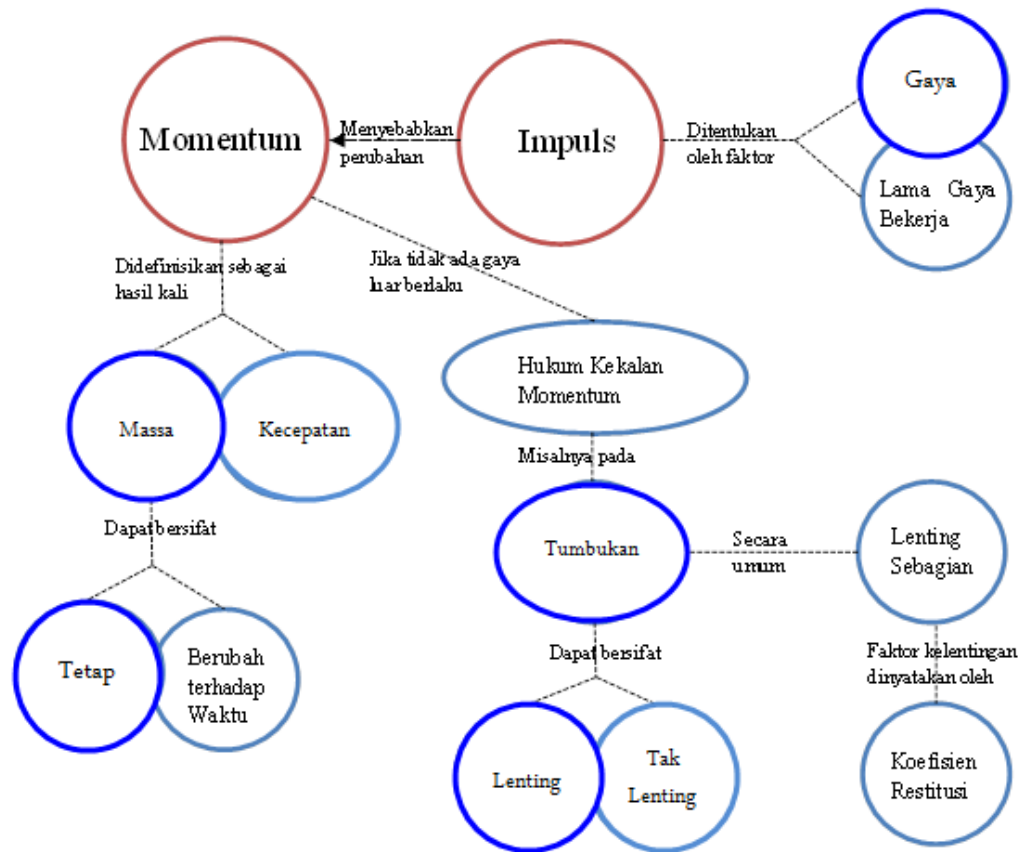 Gaya
Momentum
Menyebabkan
perubahan
Impuls
Ditentukan
oleh faktor
Lama Gaya
Bekerja
Didefinisikan sebagai
hasil kali
Jika tidak ada gaya
luar berlaku
Hukum Kekalan
Momentum
Massa
Kecepatan
Misalnya pada
Dapat bersifat
Tumbukan
Secara
umum
Lenting
Sebagian
Tetap
Berubah
terhadap
Waktu
Dapat bersifat
Faktor kelentingan
dinyatakan oleh
Lenting
Tak
Lenting
Koefisien
Restitusi